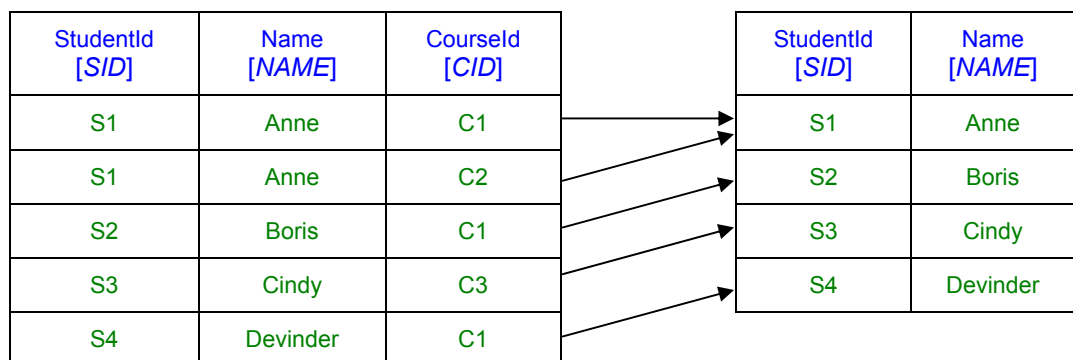 StudentId Name CourseId StudentId Name
[SID] [NAME] [CID] [SID] [NAME]
S1 Anne C1 S1 Anne
S1 Anne C2 S2 Boris
S2 Boris C1 S3 Cindy
S3 Cindy C3 S4 Devinder
S4 Devinder C1